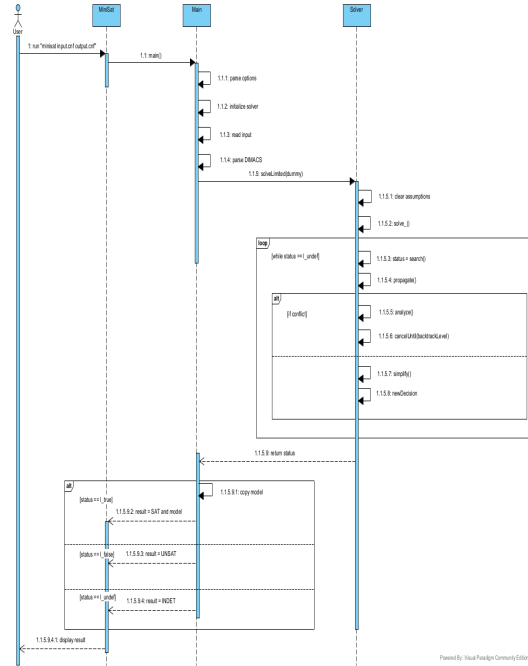 MiniSat
Main
Solver
User
1: run "minisat input.cnf output.cnf"
1.1: main()
1.1.1: parse options
1.1.2: initialize solver
1.1.3: read input
1.1.4: parse DIMACS
1.1.5: solveLimited(dummy)
1.1.5.1: clear assumptions
1.1.5.2: solve_()
loop
[while status == l_undef]
1.1.5.3: status = search()
1.1.5.4: propagate()
alt
[if conflict]
1.1.5.5: analyze()
1.1.5.6: cancelUntil(backtrackLevel)
1.1.5.7: simplify()
1.1.5.8: newDecision
1.1.5.9: return status
alt
[status == l_true]
1.1.5.9.1: copy model
1.1.5.9.2: result = SAT and model
[status == l_false]
1.1.5.9.3: result = UNSAT
[status == l_undef]
1.1.5.9.4: result = INDET
1.1.5.9.4.1: display result
Powered By: Visual Paradigm Community Edition